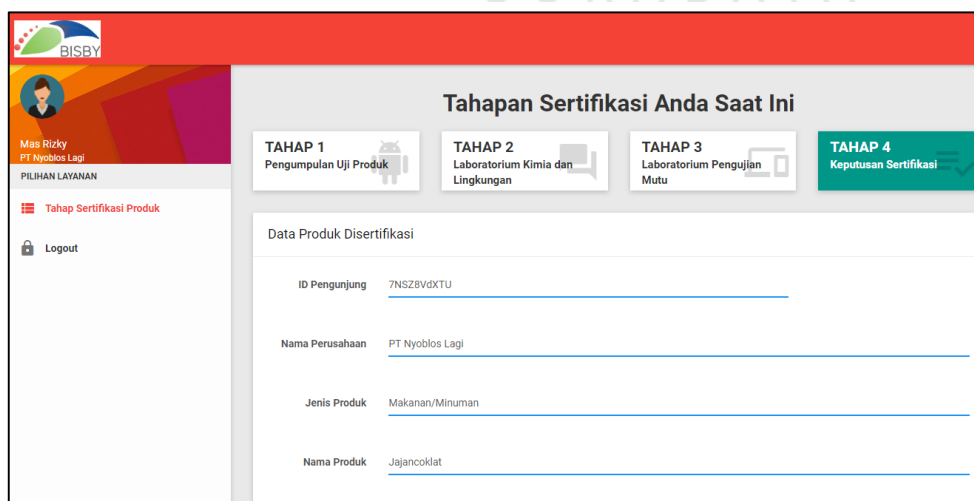 BISBY
Mas Rizky
PT Nyoblos Lagi
PILIHAN LAYANAN
Tahap Sertifikasi Produk
Logout
Tahapan Sertifikasi Anda Saat Ini
TAHAP 1
Pengumpulan Uji Produk
TAHAP 2
Laboratorium Kimia dan
Lingkungan
TAHAP 3
Laboratorium Pengujian
Mutu
TAHAP 4
Keputusan Sertifikasi
Data Produk Disertifikasi
ID Pengunjung 7NSZ8VdXTU
Nama Perusahaan PT Nyoblos Lagi
Jenis Produk Makanan/Minuman
Nama Produk Jajancoklat